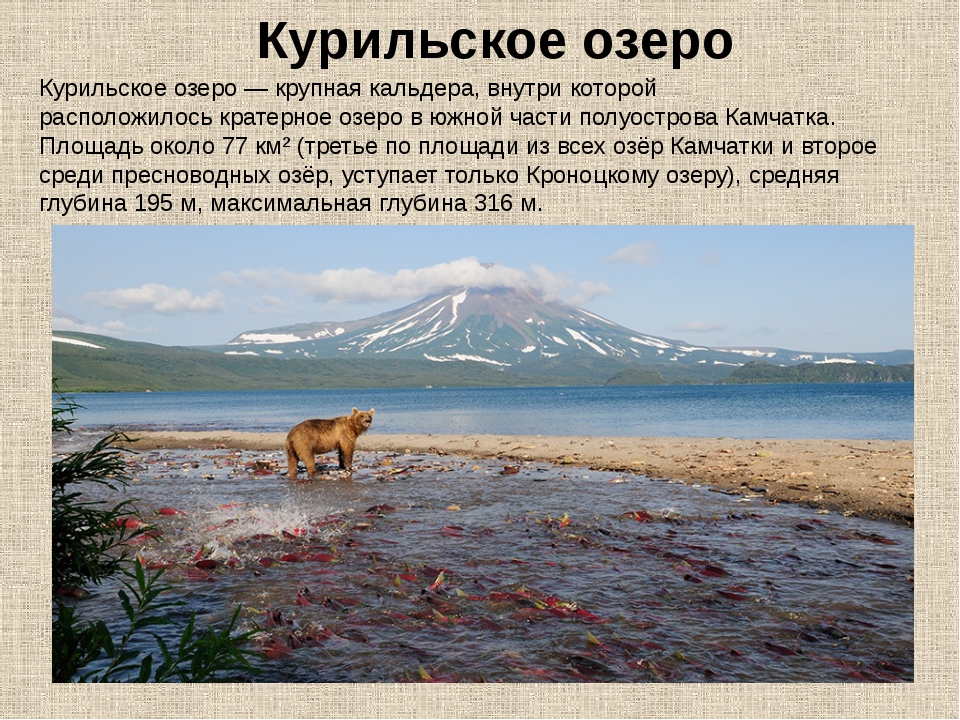 Курильское озеро
Курильское озеро — крупная кальдера, внутри которой
расположилось кратерное озеро в южной части полуострова Камчатка.
Площадь около 77 км² (третье по площади из всех озёр Камчатки и второе
среди пресноводных озёр, уступает только Кроноцкому озеру), средняя
глубина 195 м, максимальная глубина 316 м.